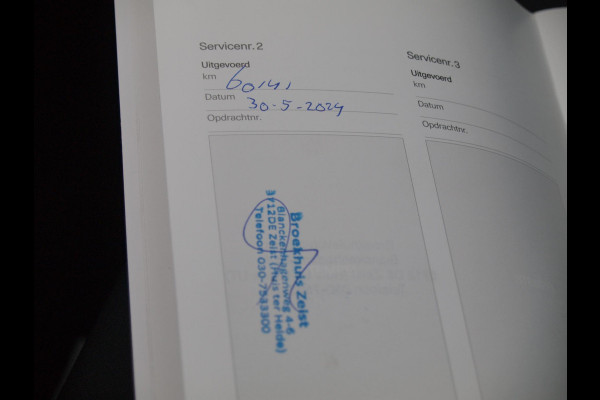 Servicenr. 2
Uitgevoerd
km 60141
Datum 30-5-2024
Opdrachtnr.
Broekhuis Zeist
Blanckenhagenweg 4-6
3712DE Zeist (Huis ter Heide)
Telefoon 030-7533300
Servicenr. 3
Uitgevoerd
km
Datum
Opdrachtnr.